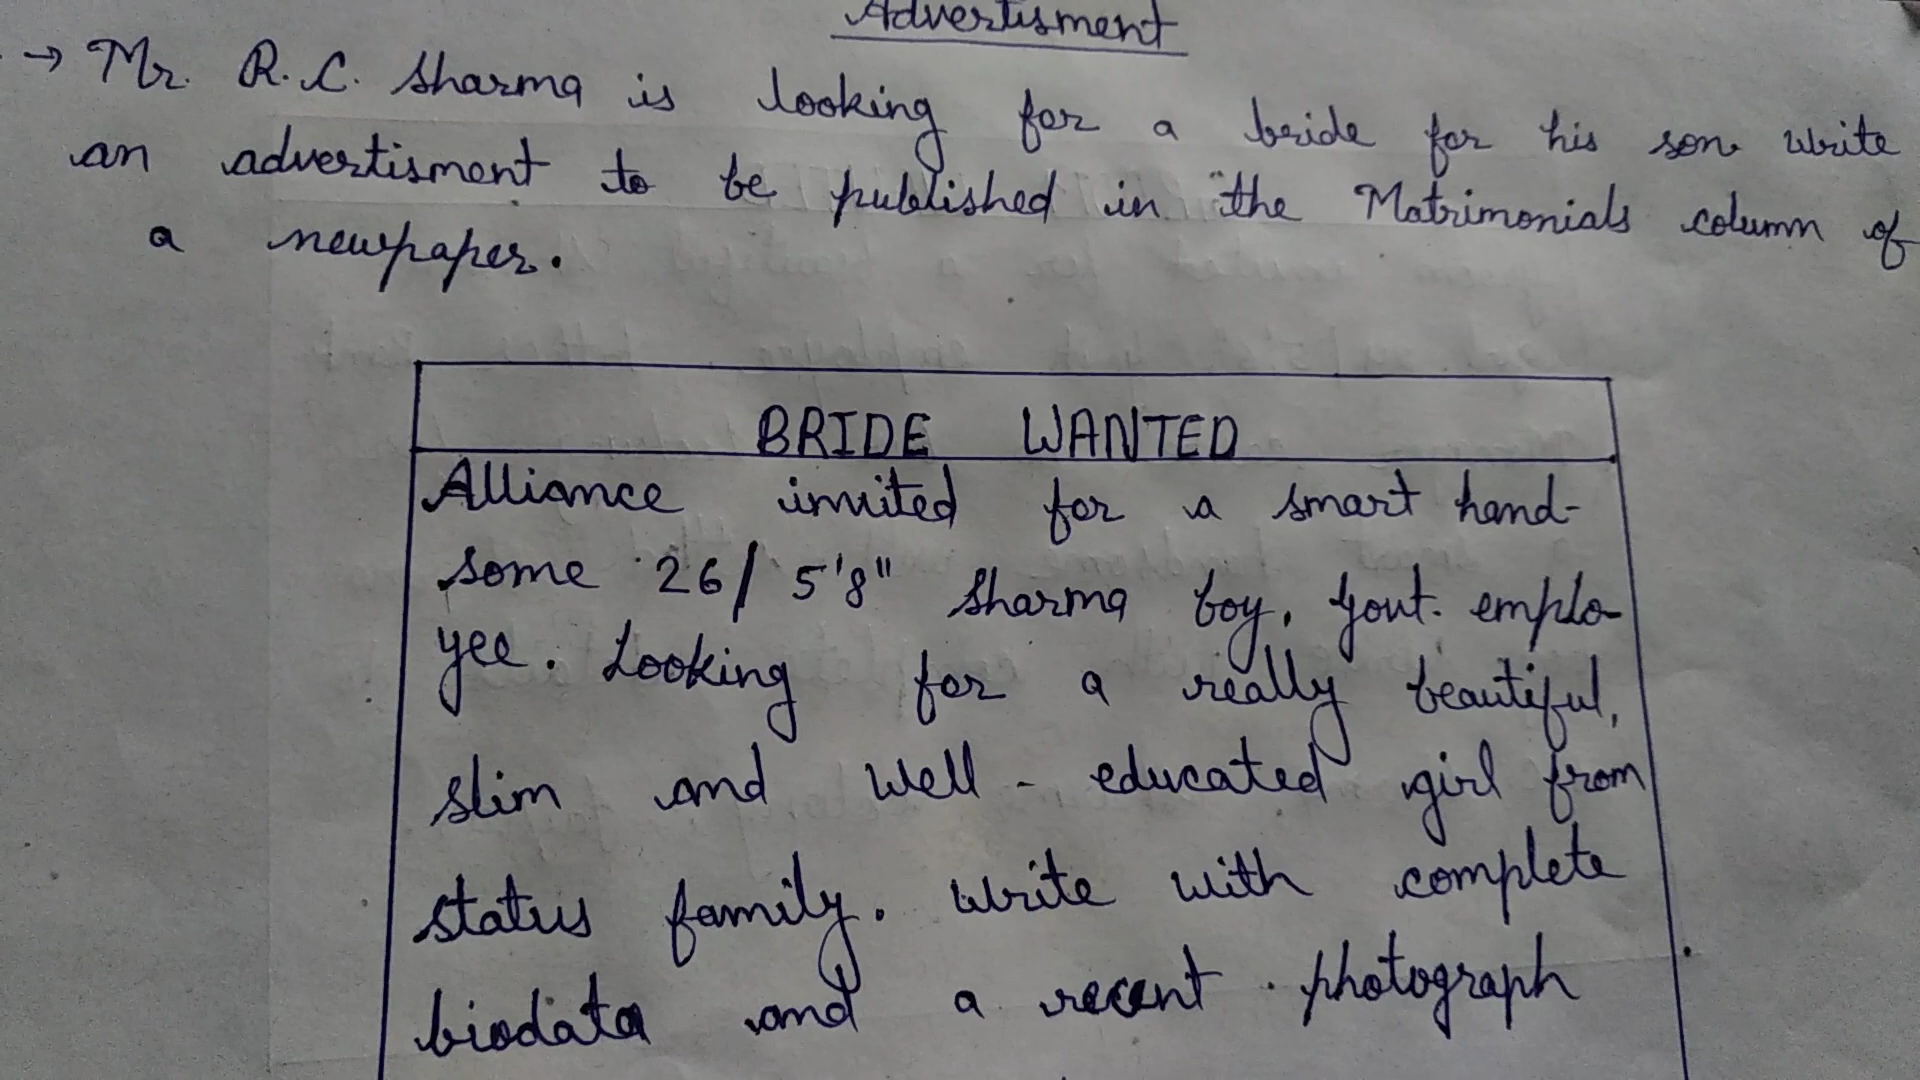 Advertisment
→ Mr. R.C. Sharma is looking for a bride for his son write
an advertisment to be published in the Matrimonials column of
a newpaper.
BRIDE WANTED
Alliance invited for a smart hand-
some 26/ 5'8" Sharma boy, Govt. emplo-
yee. Looking for a really beautiful,
slim and well-educated girl from
status family. Write with complete
biodata and a recent photograph